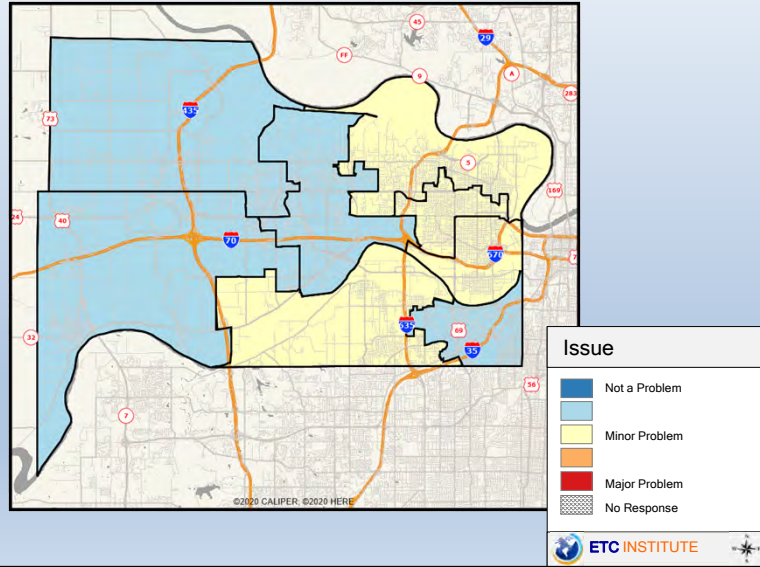 45
29
FF
9
A
283
435
73
5
169
24
40
70
670
7
32
635
69
35
56
7
©2020 CALIPER; ©2020 HERE
Issue
Not a Problem
Minor Problem
Major Problem
No Response
ETC INSTITUTE